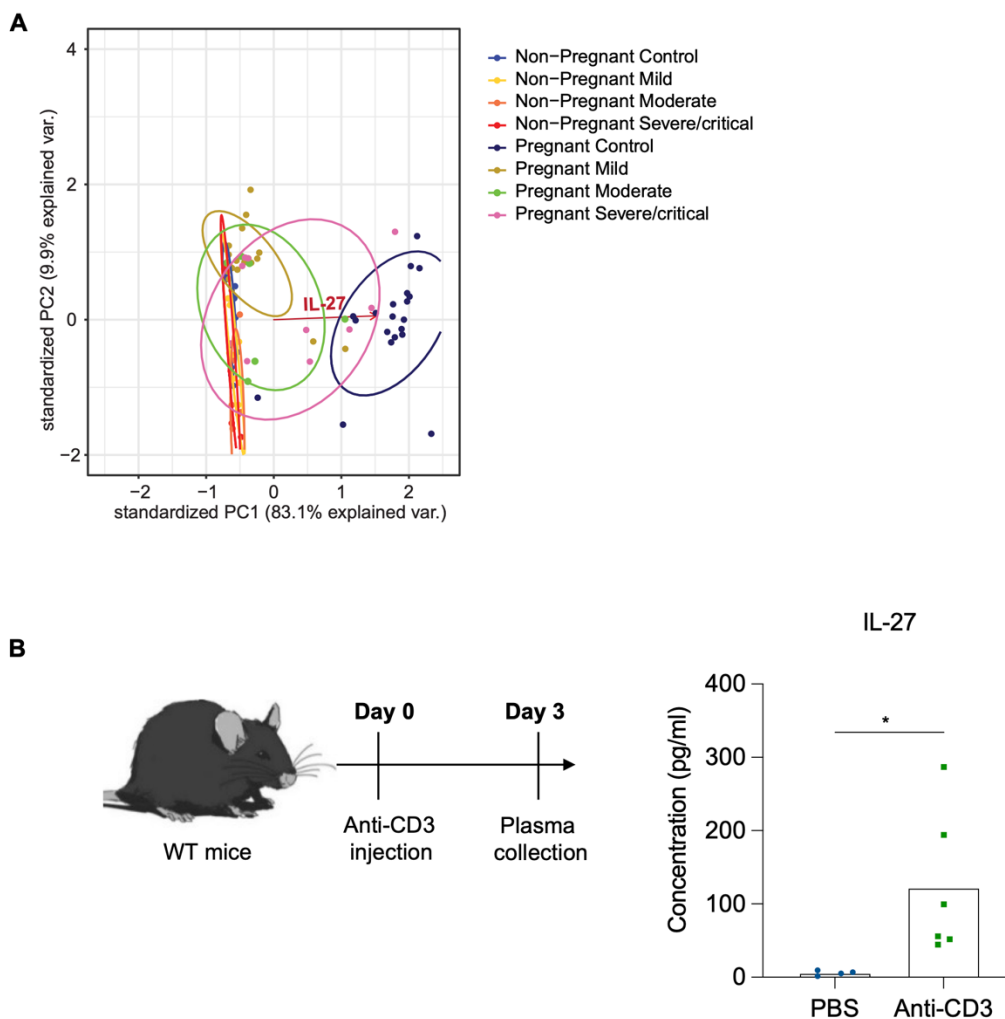 A
4
2
0
−2
standardized PC2 (9.9% explained var.)
IL-27
−2
−1
0
1
2
standardized PC1 (83.1% explained var.)
Non−Pregnant Control
Non−Pregnant Mild
Non−Pregnant Moderate
Non−Pregnant Severe/critical
Pregnant Control
Pregnant Mild
Pregnant Moderate
Pregnant Severe/critical
B
Day 0
Day 3
Anti-CD3
injection
Plasma
collection
WT mice
IL-27
Concentration (pg/ml)
400
300
200
100
0
*
PBS
Anti-CD3